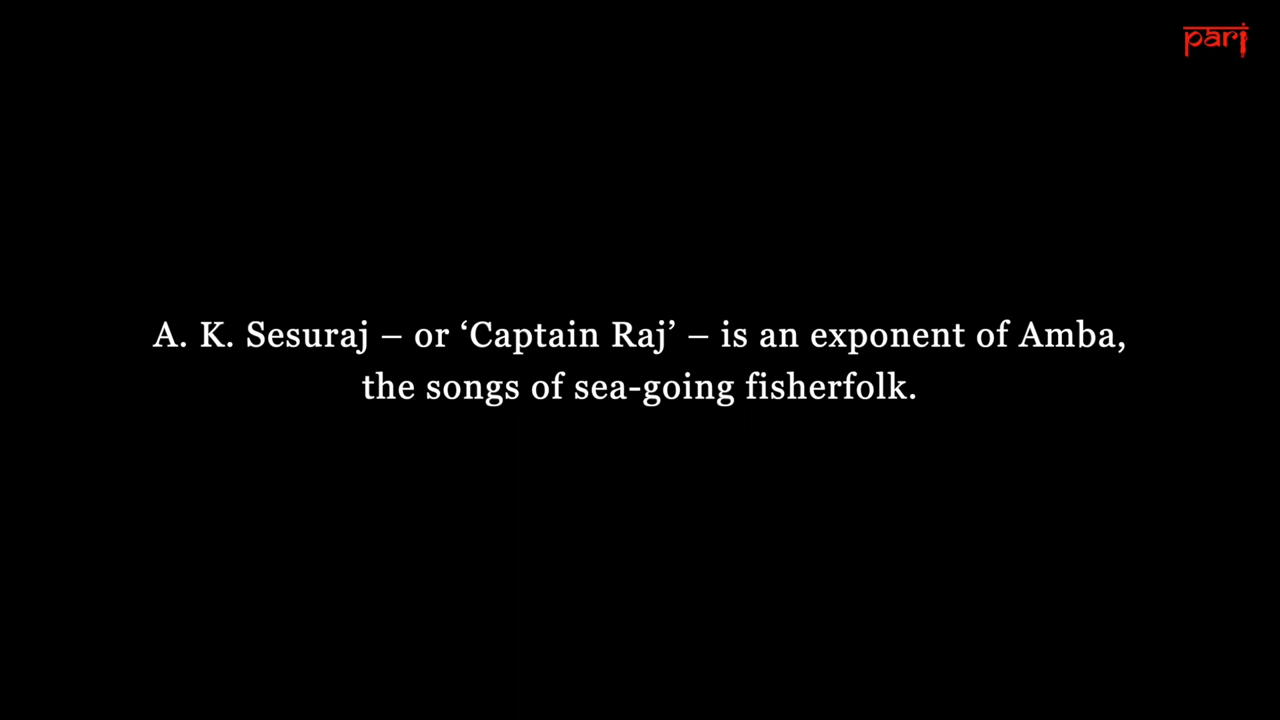 pari
A. K. Sesuraj – or ‘Captain Raj’ – is an exponent of Amba,
the songs of sea-going fisherfolk.